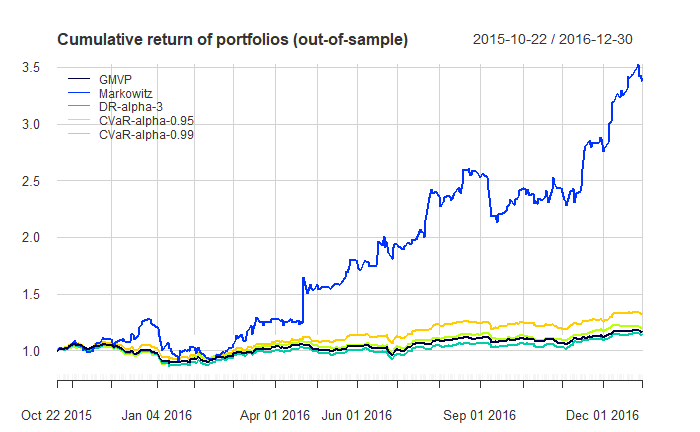 Cumulative return of portfolios (out-of-sample) 2015-10-22 / 2016-12-30
3.5
GMVP
Markowitz
DR-alpha-3
CVaR-alpha-0.95
CVaR-alpha-0.99
3.0
2.5
2.0
1.5
1.0
Oct 22 2015 Jan 04 2016 Apr 01 2016 Jun 01 2016 Sep 01 2016 Dec 01 2016